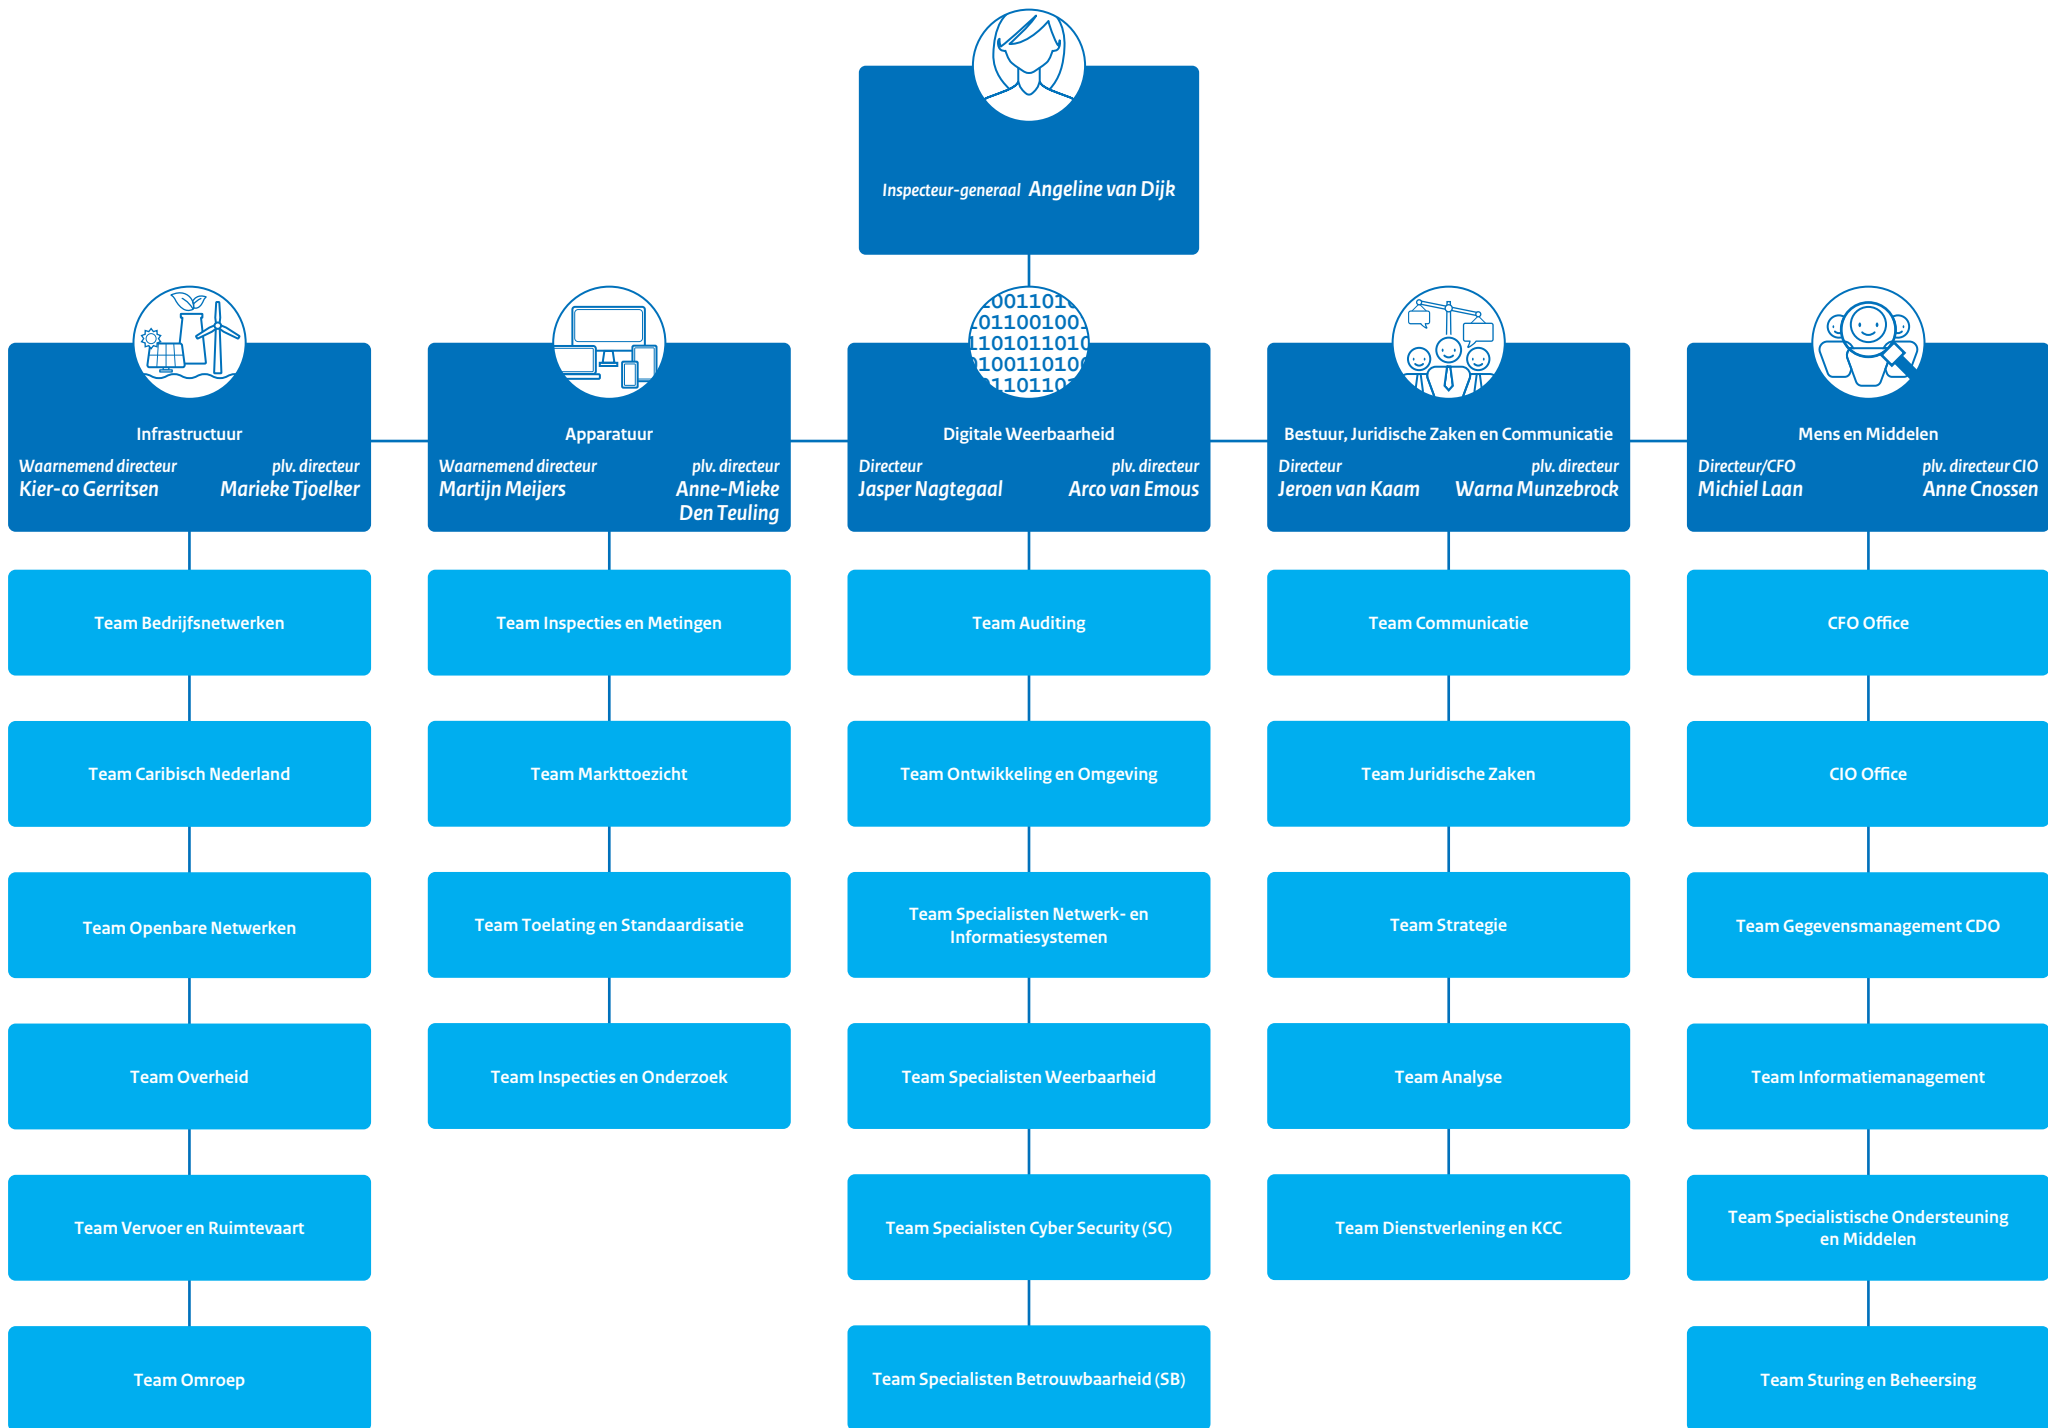 Inspecteur-generaal Angeline van Dijk
Infrastructuur
Waarnemend directeur plv. directeur
Kier-co Gerritsen Marieke Tjoelker
Team Bedrijfsnetwerken
Team Caribisch Nederland
Team Openbare Netwerken
Team Overheid
Team Vervoer en Ruimtevaart
Team Omroep
Apparatuur
Waarnemend directeur plv. directeur
Martijn Meijers Anne-Mieke
Den Teuling
Team Inspecties en Metingen
Team Markttoezicht
Team Toelating en Standaardisatie
Team Inspecties en Onderzoek
Digitale Weerbaarheid
Directeur plv. directeur
Jasper Nagtegaal Arco van Emous
Team Auditing
Team Ontwikkeling en Omgeving
Team Specialisten Netwerk- en
Informatiesystemen
Team Specialisten Weerbaarheid
Team Specialisten Cyber Security (SC)
Team Specialisten Betrouwbaarheid (SB)
Bestuur, Juridische Zaken en Communicatie
Directeur plv. directeur
Jeroen van Kaam Warna Munzebrock
Team Communicatie
Team Juridische Zaken
Team Strategie
Team Analyse
Team Dienstverlening en KCC
Mens en Middelen
Directeur/CFO plv. directeur CIO
Michiel Laan Anne Cnossen
CFO Office
CIO Office
Team Gegevensmanagement CDO
Team Informatiemanagement
Team Specialistische Ondersteuning
en Middelen
Team Sturing en Beheersing